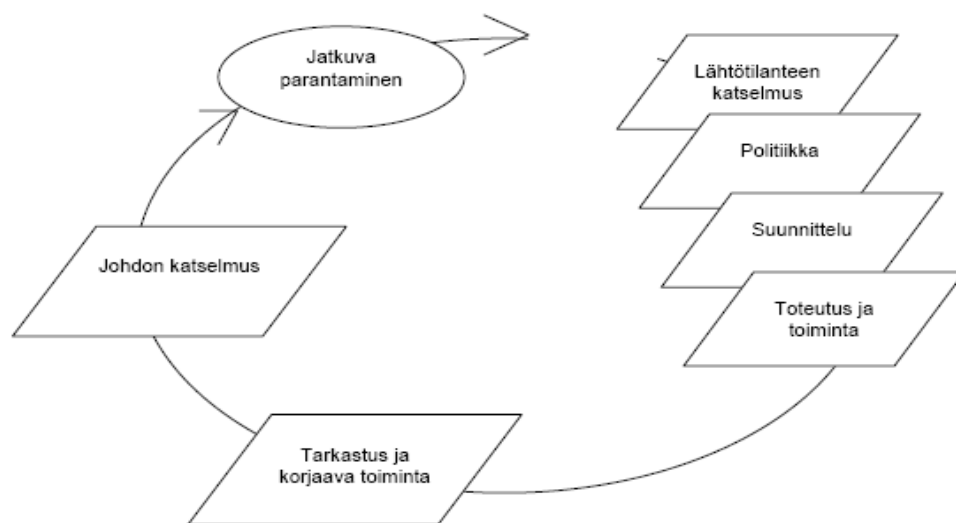 Jatkuva
parantaminen
Lähtötilanteen
katselmus
Politiikka
Suunnittelu
Toteutus ja
toiminta
Tarkastus ja
korjaava toiminta
Johdon katselmus